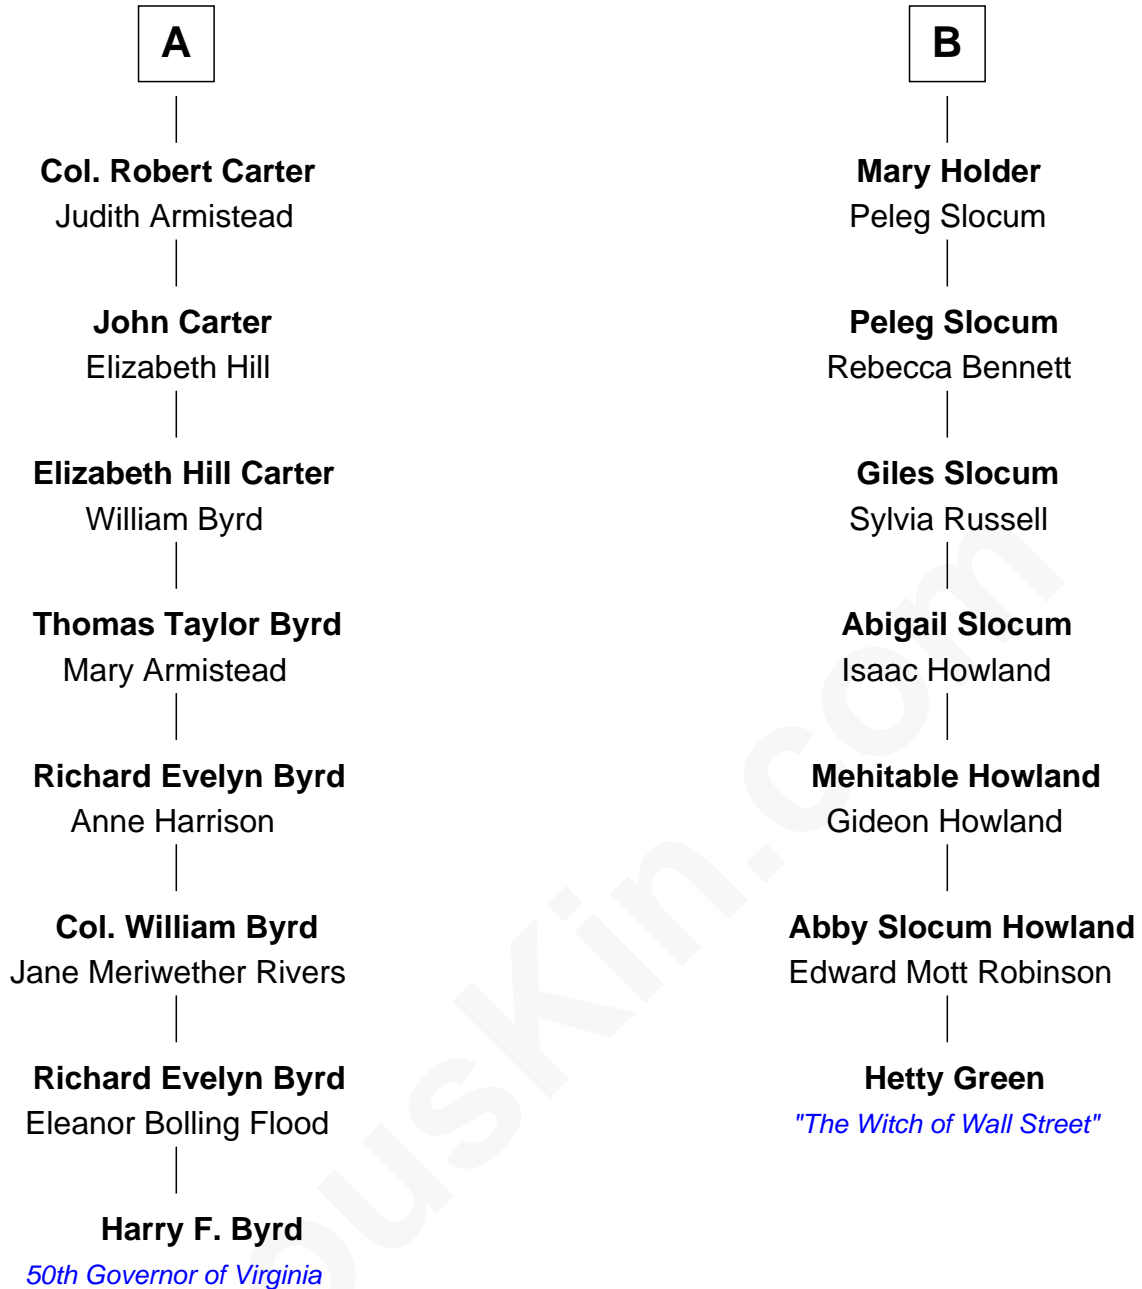 A
Col. Robert Carter
Judith Armistead
John Carter
Elizabeth Hill
Elizabeth Hill Carter
William Byrd
Thomas Taylor Byrd
Mary Armistead
Richard Evelyn Byrd
Anne Harrison
Col. William Byrd
Jane Meriwether Rivers
Richard Evelyn Byrd
Eleanor Bolling Flood
Harry F. Byrd
50th Governor of Virginia
B
Mary Holder
Peleg Slocum
Peleg Slocum
Rebecca Bennett
Giles Slocum
Sylvia Russell
Abigail Slocum
Isaac Howland
Mehitable Howland
Gideon Howland
Abby Slocum Howland
Edward Mott Robinson
Hetty Green
"The Witch of Wall Street"
ousKin.com